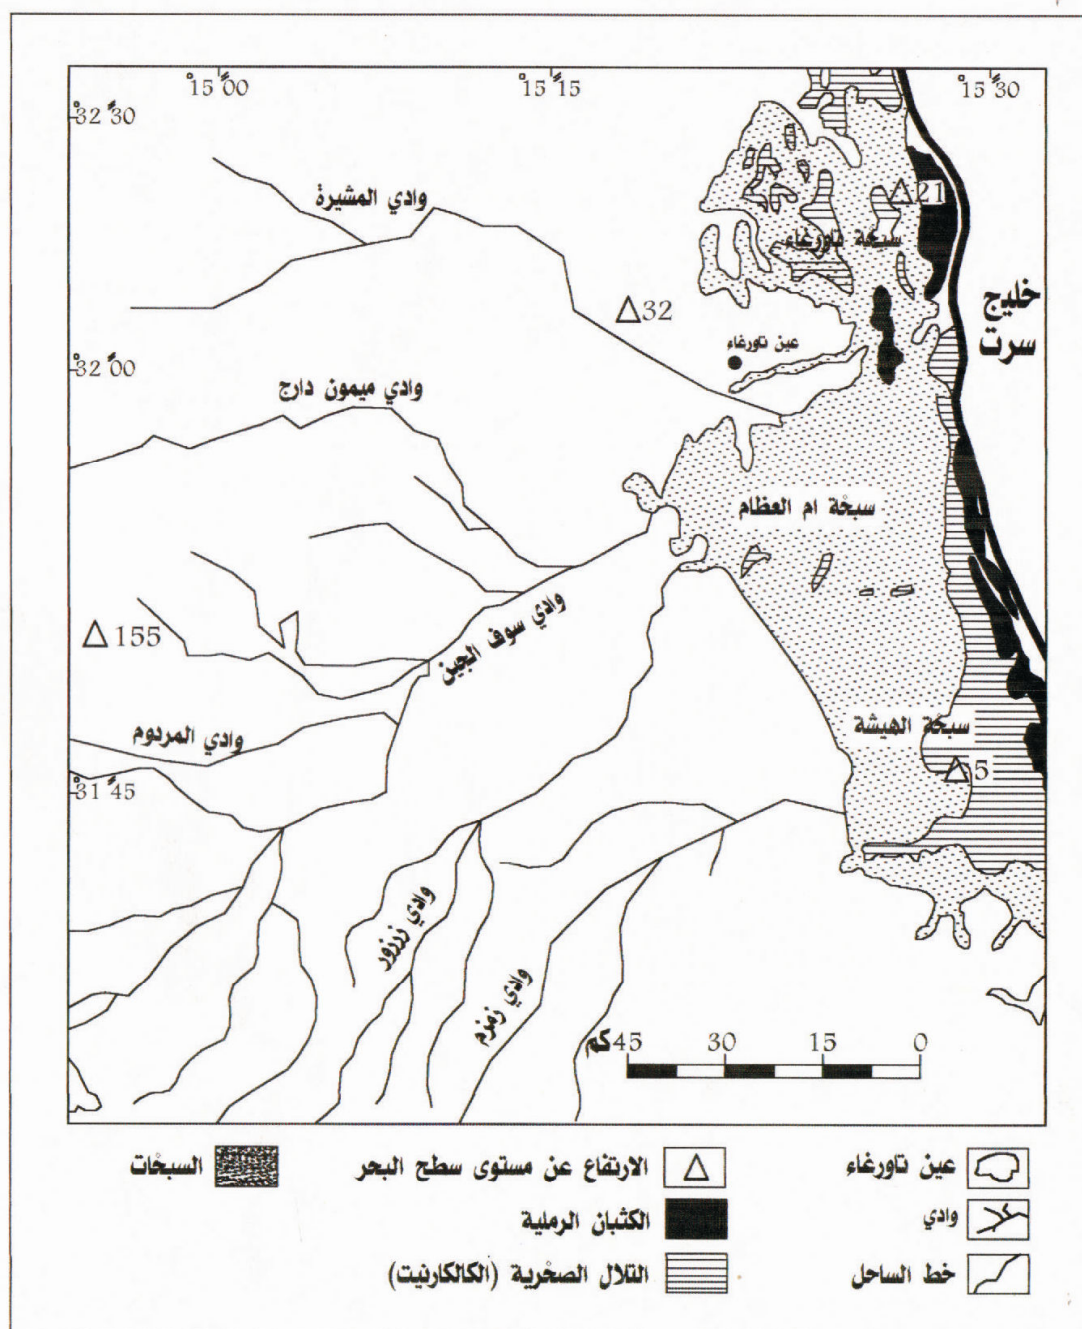 15 00
15 15
15 30
32 30
وادي المشيرة
21
سبخة تاورغاء
32
خليج
سرت
عين تاورغاء
32 00
وادي ميمون دارج
سبخة ام العظام
وادي سوف الجين
155
وادي المردوم
سبخة الهيشة
5
31 45
وادي زرزور
وادي زمزم
كم 45 30 15 0
عين تاورغاء
الارتفاع عن مستوى سطح البحر
السبخات
وادي
الكثبان الرملية
خط الساحل
التلال الصخرية (الكالكارنيت)